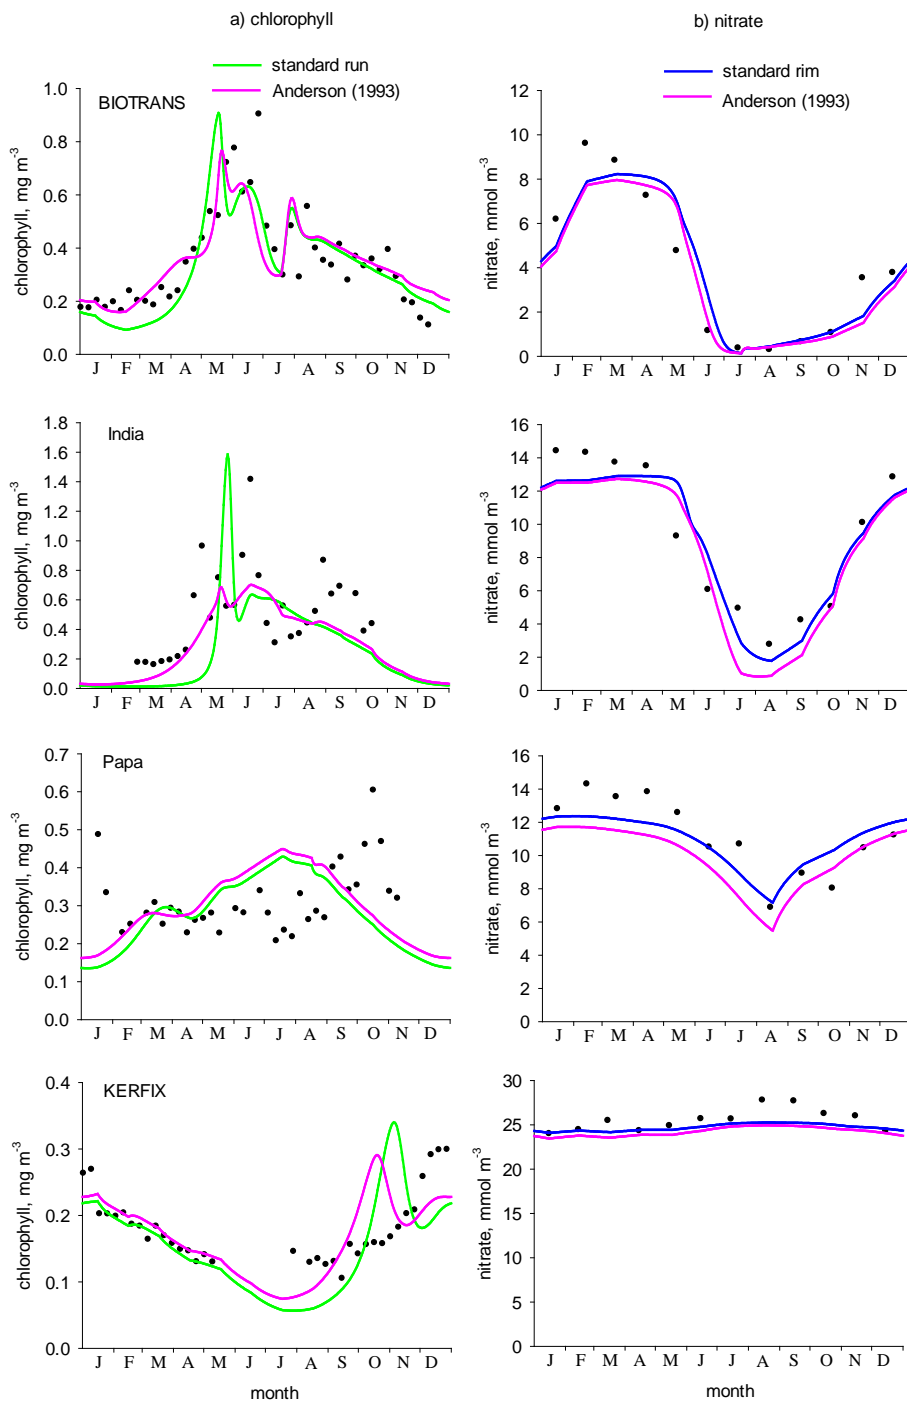 a) chlorophyll
b) nitrate
standard run
Anderson (1993)
standard rim
Anderson (1993)
BIOTRANS
chlorophyll, mg m-3
1.0
0.8
0.6
0.4
0.2
0.0
J F M A M J J A S O N D
nitrate, mmol m-3
12
10
8
6
4
2
0
J F M A M J J A S O N D
India
chlorophyll, mg m-3
1.8
1.6
1.4
1.2
1.0
0.8
0.6
0.4
0.2
0.0
J F M A M J J A S O N D
nitrate, mmol m-3
16
14
12
10
8
6
4
2
0
J F M A M J J A S O N D
Papa
chlorophyll, mg m-3
0.7
0.6
0.5
0.4
0.3
0.2
0.1
0.0
J F M A M J J A S O N D
nitrate, mmol m-3
16
14
12
10
8
6
4
2
0
J F M A M J J A S O N D
KERFIX
chlorophyll, mg m-3
0.4
0.3
0.2
0.1
0.0
J F M A M J J A S O N D
month
nitrate, mmol m-3
30
25
20
15
10
5
0
J F M A M J J A S O N D
month